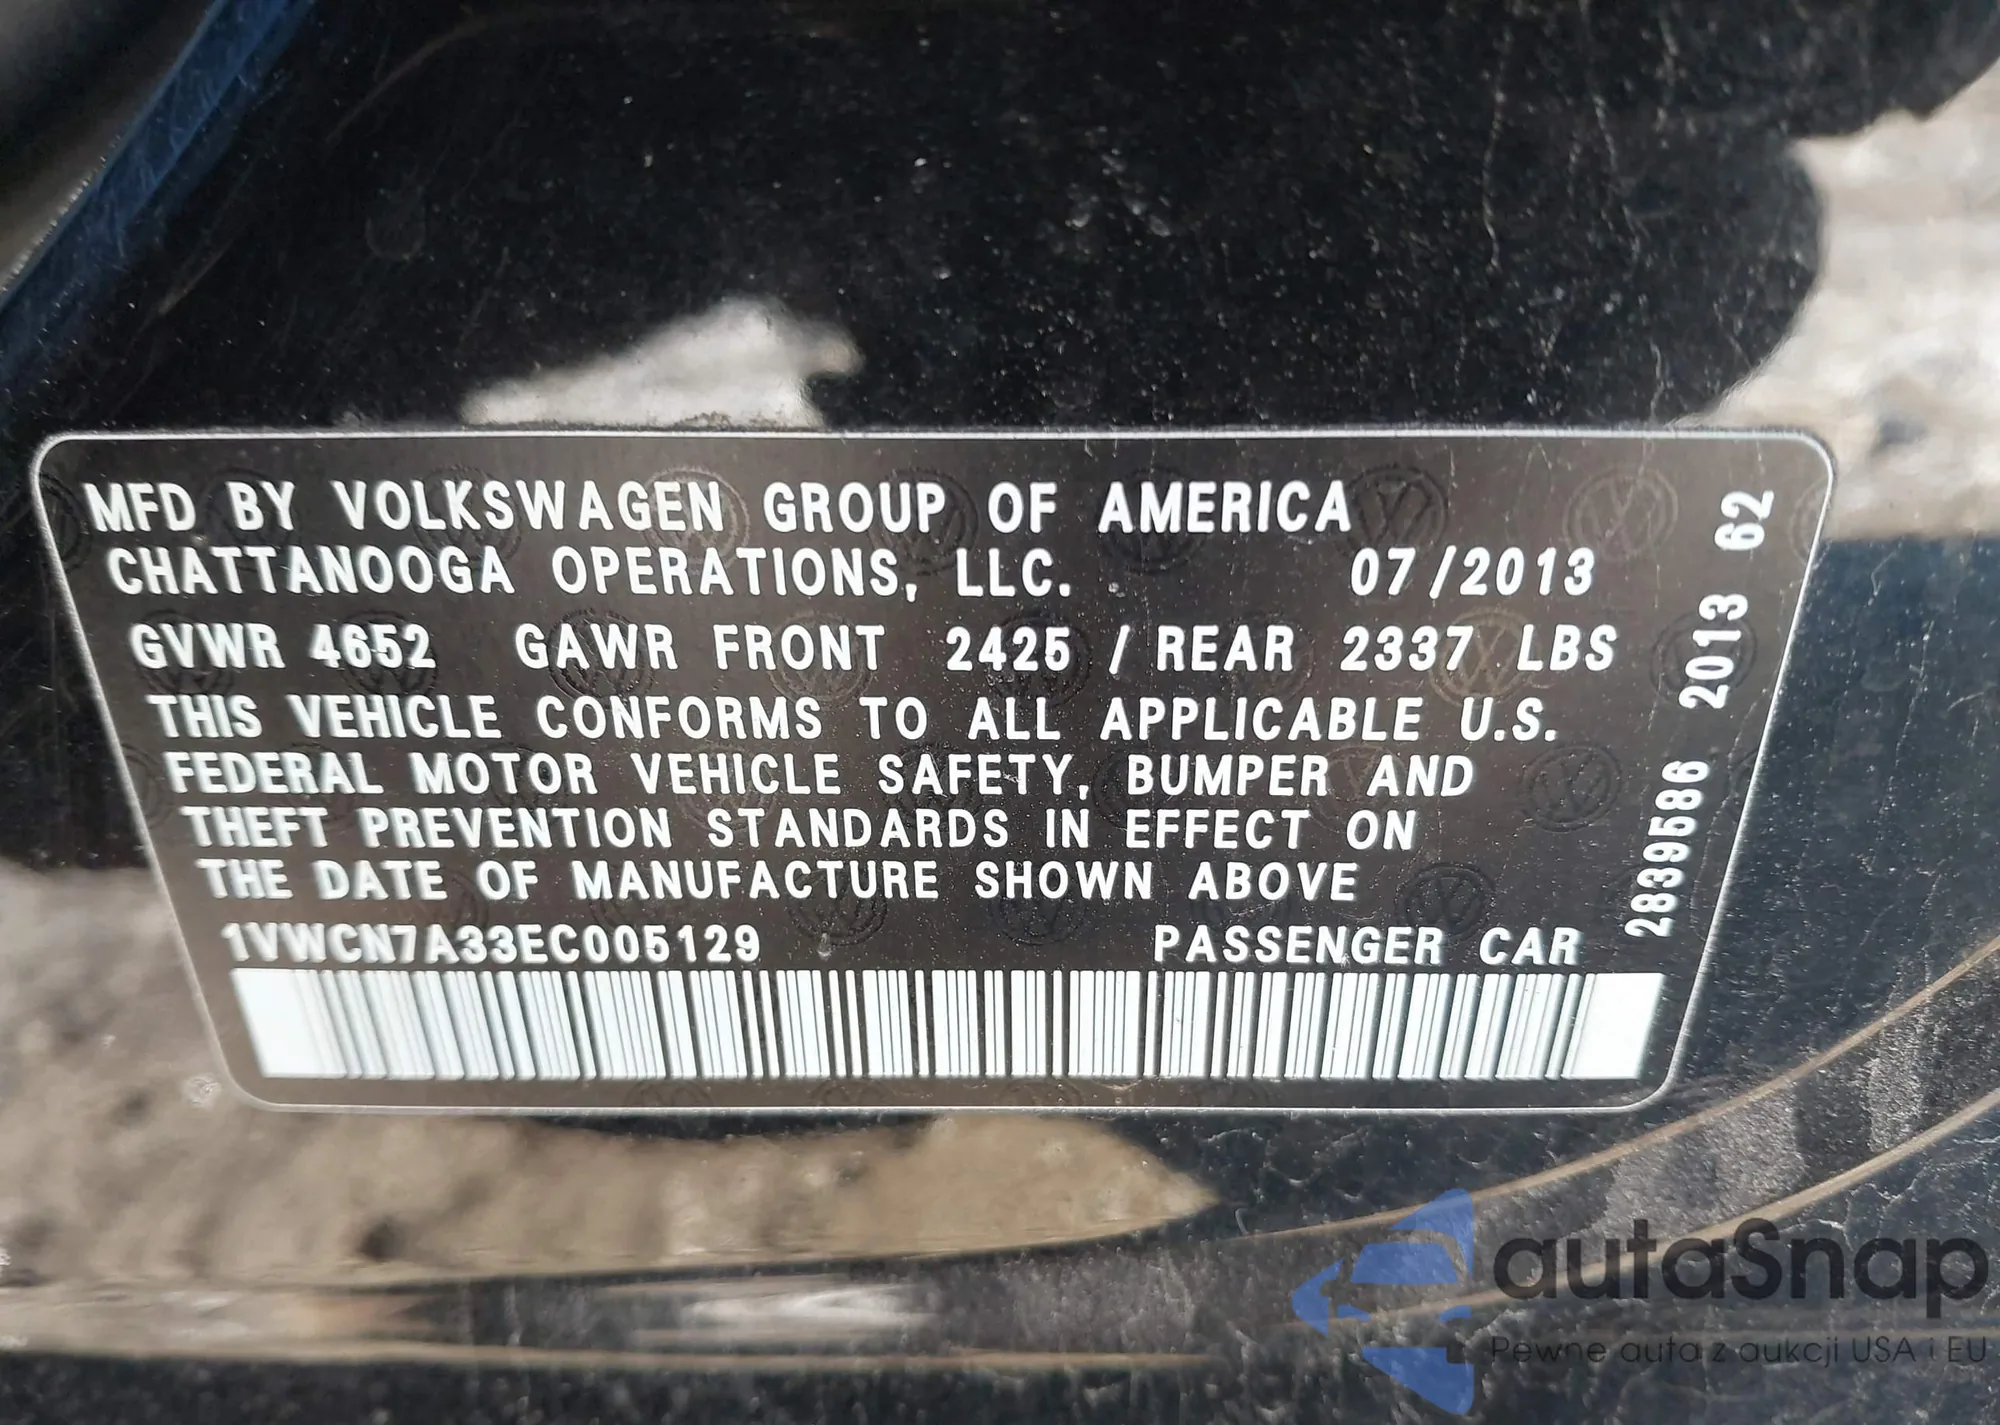 MFD BY VOLKSWAGEN GROUP OF AMERICA
CHATTANOOGA OPERATIONS, LLC. 07/2013
GVWR 4652 GAWR FRONT 2425 / REAR 2337 LBS
THIS VEHICLE CONFORMS TO ALL APPLICABLE U.S.
FEDERAL MOTOR VEHICLE SAFETY, BUMPER AND
THEFT PREVENTION STANDARDS IN EFFECT ON
THE DATE OF MANUFACTURE SHOWN ABOVE
1VWCN7A33EC005129 PASSENGER CAR
2839586 2013 62
autaSnap
Pewne auta z aukcji USA i EU